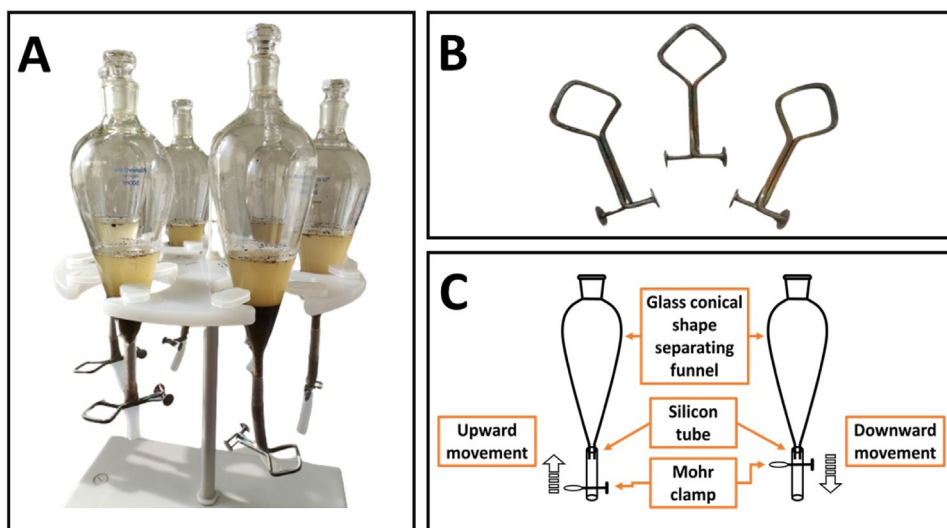 A
B
C
Glass conical
shape
separating
funnel
Silicon
tube
Mohr
clamp
Upward
movement
Downward
movement